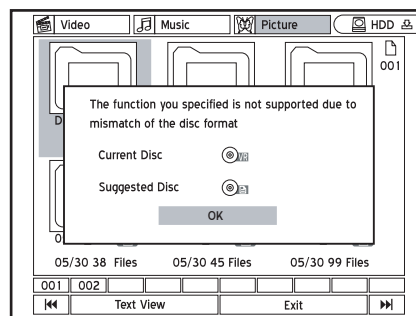 Video Music Picture HDD
001
D
The function you specified is not supported due to
mismatch of the disc format
Current Disc VR
Suggested Disc
OK
0
05/30 38 Files 05/30 45 Files 05/30 99 Files
001 002
Text View Exit